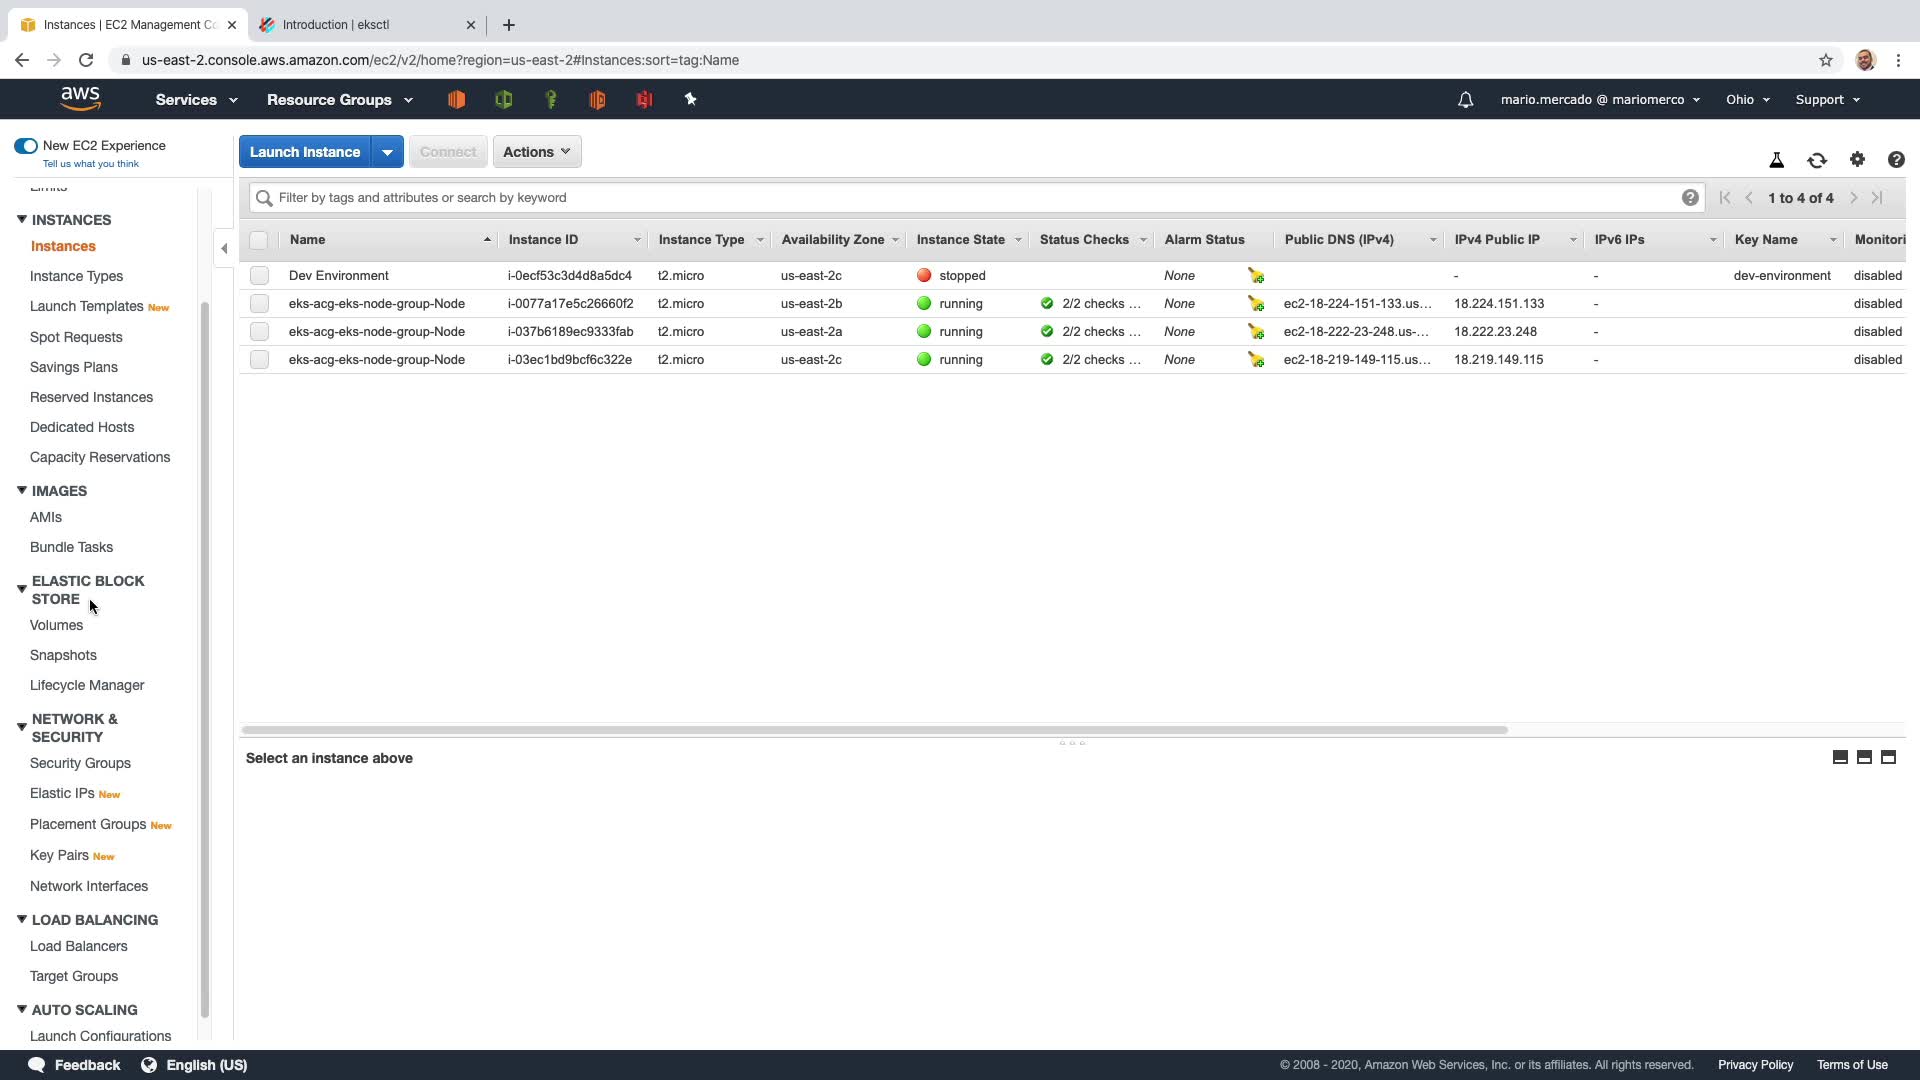 Instances | EC2 Management Co
Introduction | eksctl
us-east-2.console.aws.amazon.com/ec2/v2/home?region=us-east-2#Instances:sort=tag:Name
aws
Services
Resource Groups
mario.mercado @ mariomerco
Ohio
Support
New EC2 Experience
Tell us what you think
Limits
INSTANCES
Instances
Instance Types
Launch Templates New
Spot Requests
Savings Plans
Reserved Instances
Dedicated Hosts
Capacity Reservations
IMAGES
AMIs
Bundle Tasks
ELASTIC BLOCK
STORE
Volumes
Snapshots
Lifecycle Manager
NETWORK &
SECURITY
Security Groups
Elastic IPs New
Placement Groups New
Key Pairs New
Network Interfaces
LOAD BALANCING
Load Balancers
Target Groups
AUTO SCALING
Launch Configurations
Launch Instance
Connect
Actions
Filter by tags and attributes or search by keyword
1 to 4 of 4
Name Instance ID Instance Type Availability Zone Instance State Status Checks Alarm Status Public DNS (IPv4) IPv4 Public IP IPv6 IPs Key Name Monitori
Dev Environment i-0ecf53c3d4d8a5dc4 t2.micro us-east-2c stopped None - - dev-environment disabled
eks-acg-eks-node-group-Node i-0077a17e5c26660f2 t2.micro us-east-2b running 2/2 checks ... None ec2-18-224-151-133.us... 18.224.151.133 - disabled
eks-acg-eks-node-group-Node i-037b6189ec9333fab t2.micro us-east-2a running 2/2 checks ... None ec2-18-222-23-248.us-... 18.222.23.248 - disabled
eks-acg-eks-node-group-Node i-03ec1bd9bcf6c322e t2.micro us-east-2c running 2/2 checks ... None ec2-18-219-149-115.us... 18.219.149.115 - disabled
Select an instance above
Feedback
English (US)
© 2008 - 2020, Amazon Web Services, Inc. or its affiliates. All rights reserved.
Privacy Policy
Terms of Use